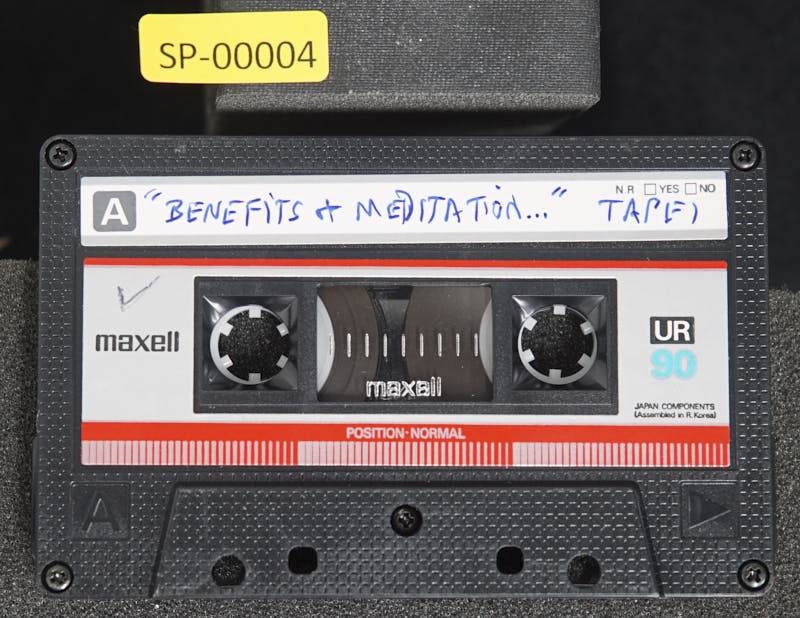 SP-00004
A "BENEFITS + MEDITATION..." TAPE 1
N.R □ YES □ NO
maxell
maxell
UR
90
JAPAN COMPONENTS
(Assembled in R.Korea)
POSITION-NORMAL
A